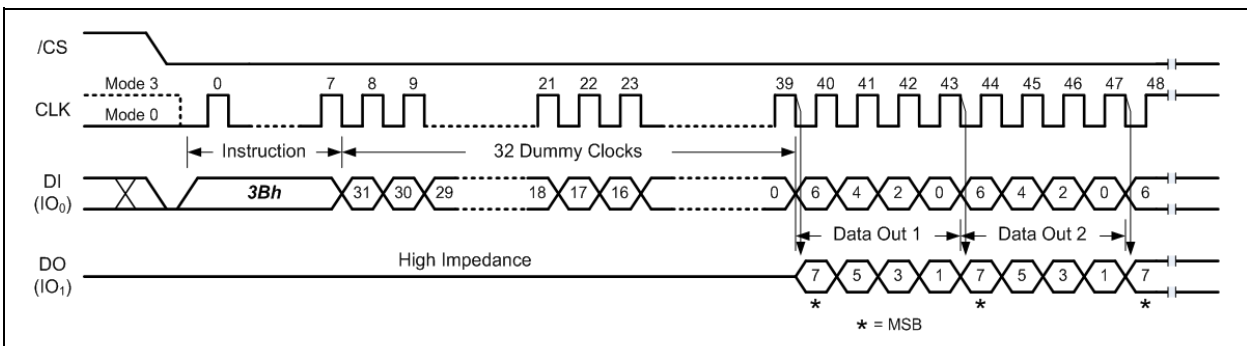 /CS
Mode 3 0 7 8 9 21 22 23 39 40 41 42 43 44 45 46 47 48
CLK
Mode 0
Instruction 32 Dummy Clocks
DI
(IO₀)
3Bh 31 30 29 18 17 16 0 6 4 2 0 6 4 2 0 6
Data Out 1 Data Out 2
High Impedance
DO
(IO₁)
7 5 3 1 7 5 3 1 7
* * *
* = MSB